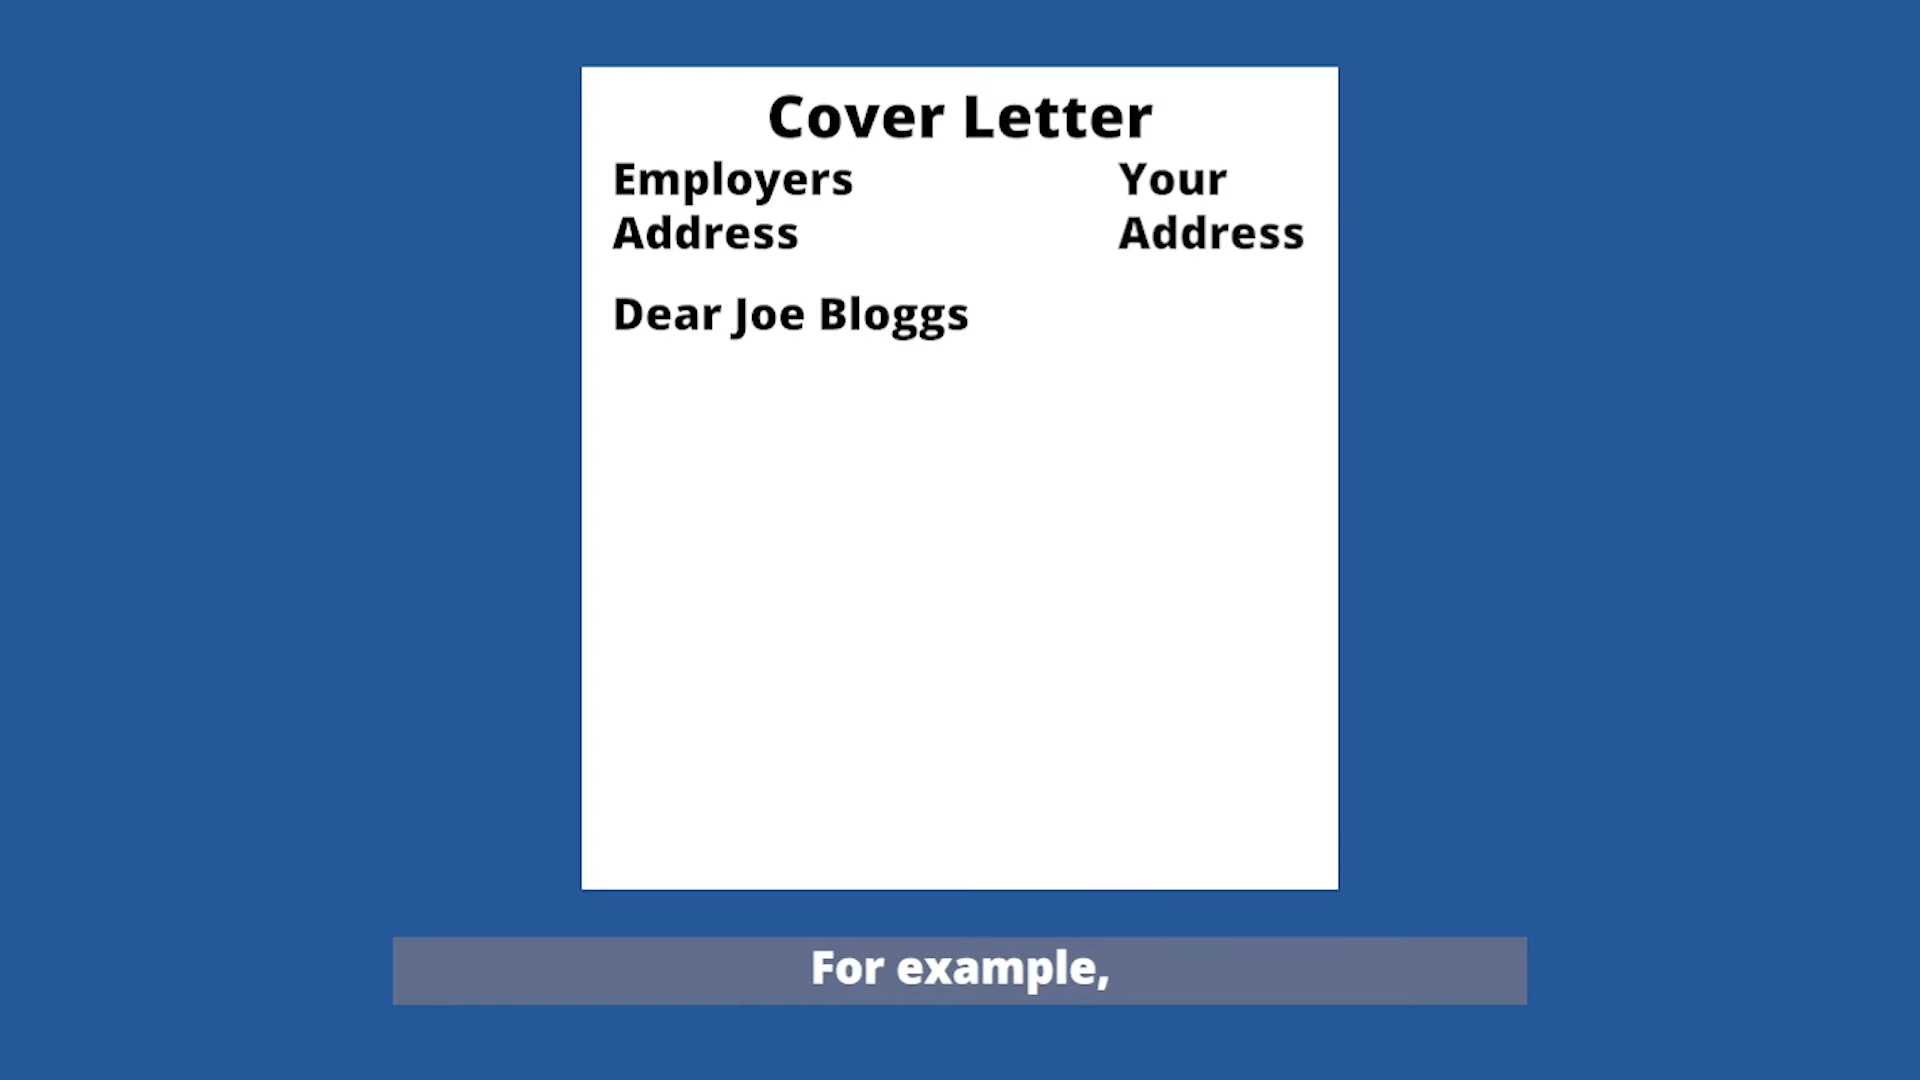 Cover Letter
Employers
Address
Your
Address
Dear Joe Bloggs
For example,